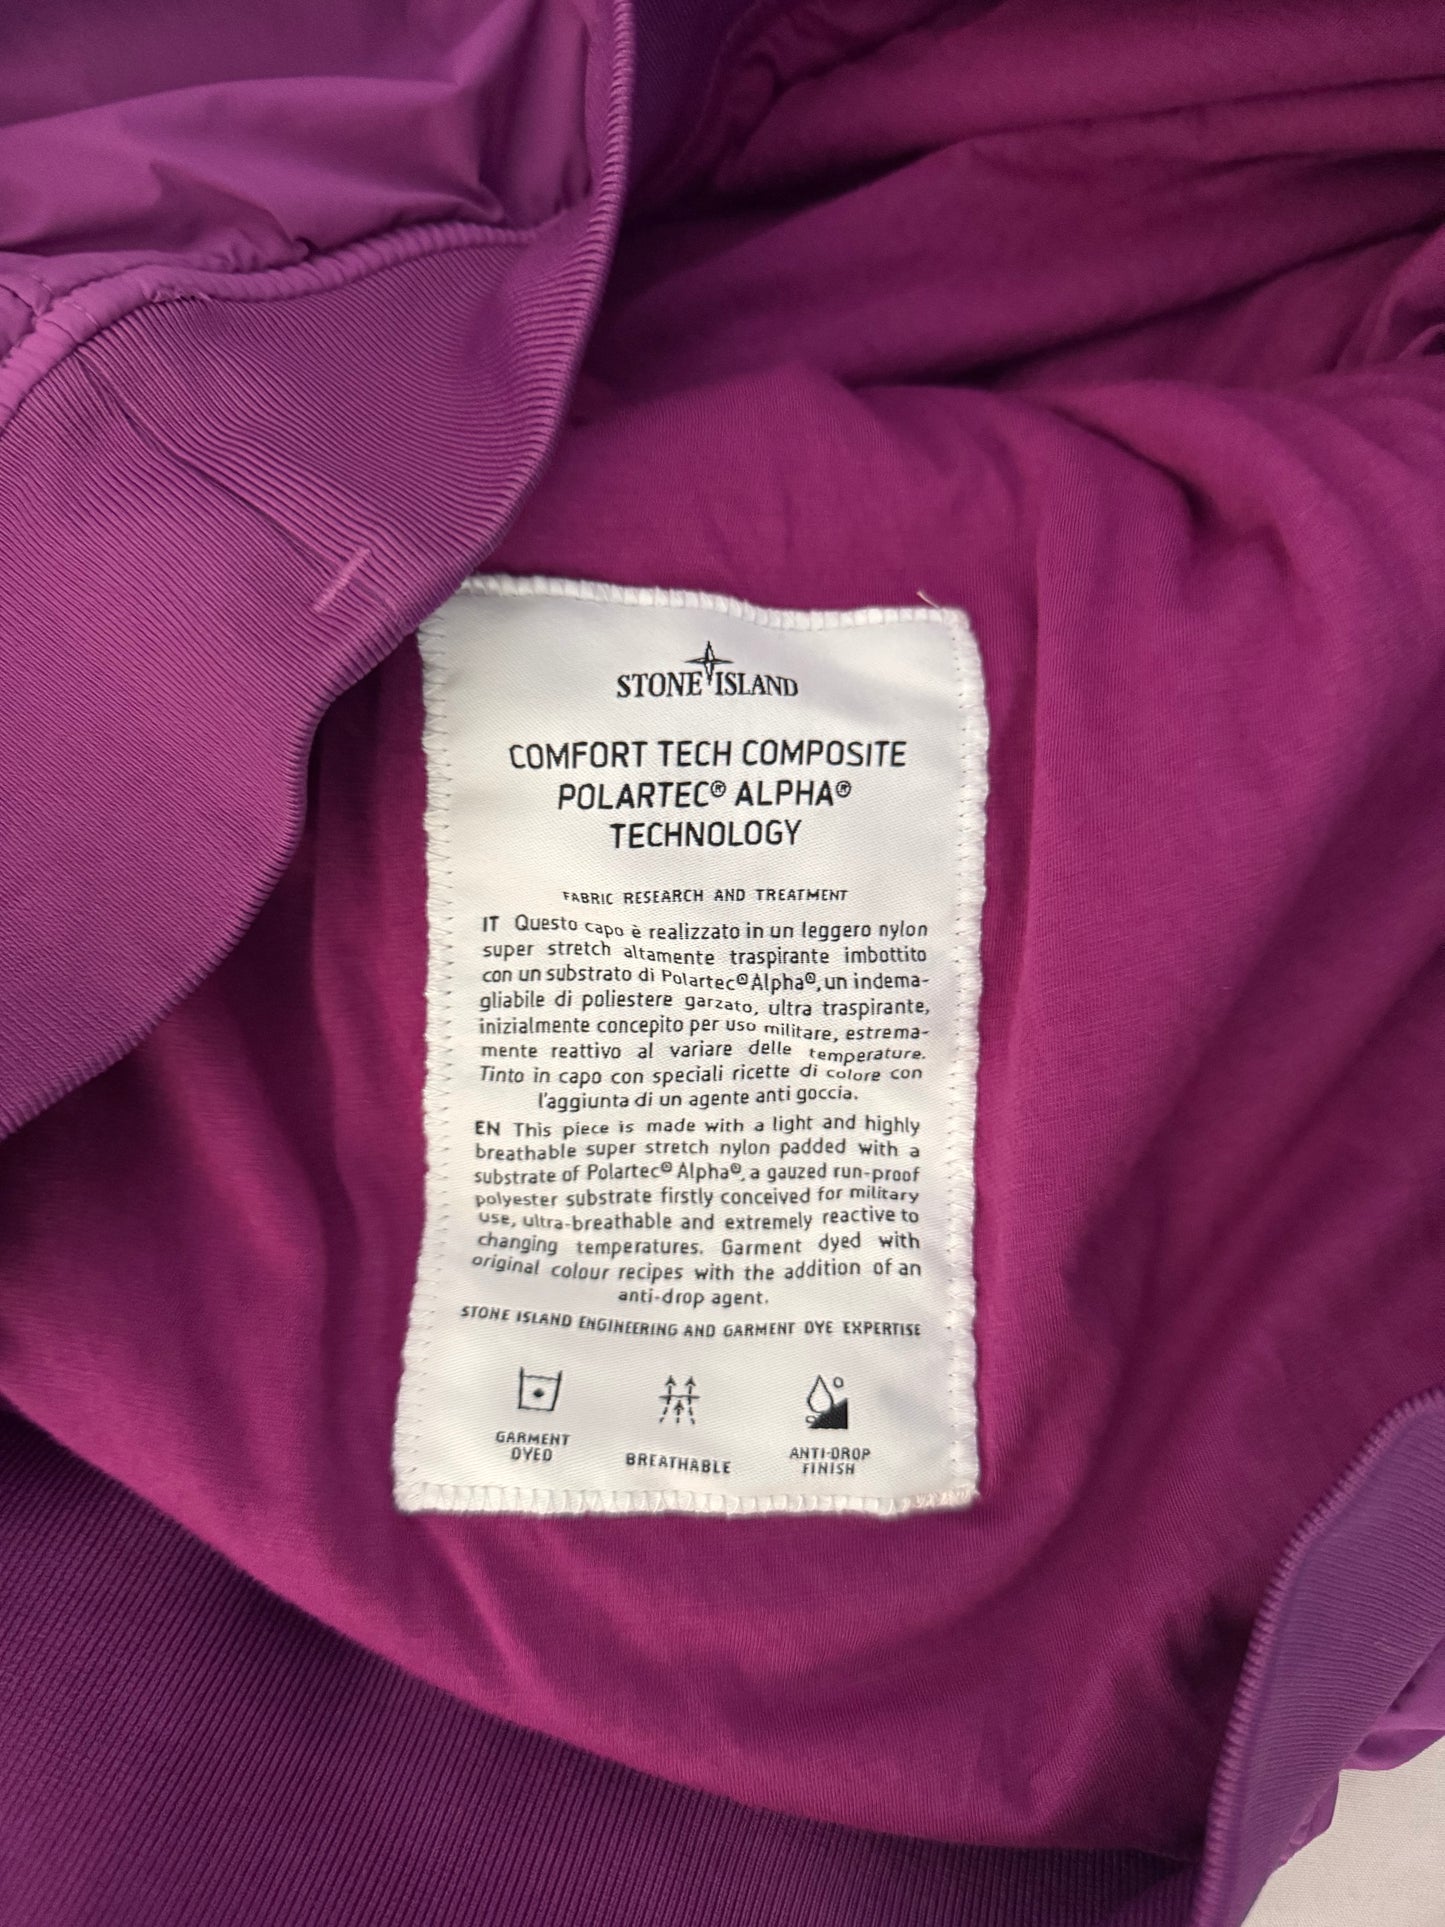 STONE ISLAND
COMFORT TECH COMPOSITE
POLARTEC® ALPHA®
TECHNOLOGY
FABRIC RESEARCH AND TREATMENT
IT Questo capo è realizzato in un leggero nylon
super stretch altamente traspirante imbottito
con un substrato di Polartec® Alpha®, un indema-
gliabile di poliestere garzato, ultra traspirante,
inizialmente concepito per uso militare, estrema-
mente reattivo al variare delle temperature.
Tinto in capo con speciali ricette di colore con
l'aggiunta di un agente anti goccia.
EN This piece is made with a light and highly
breathable super stretch nylon padded with a
substrate of Polartec® Alpha®, a gauzed run-proof
polyester substrate firstly conceived for military
use, ultra-breathable and extremely reactive to
changing temperatures. Garment dyed with
original colour recipes with the addition of an
anti-drop agent.
STONE ISLAND ENGINEERING AND GARMENT DYE EXPERTISE
GARMENT
DYED
BREATHABLE
ANTI-DROP
FINISH